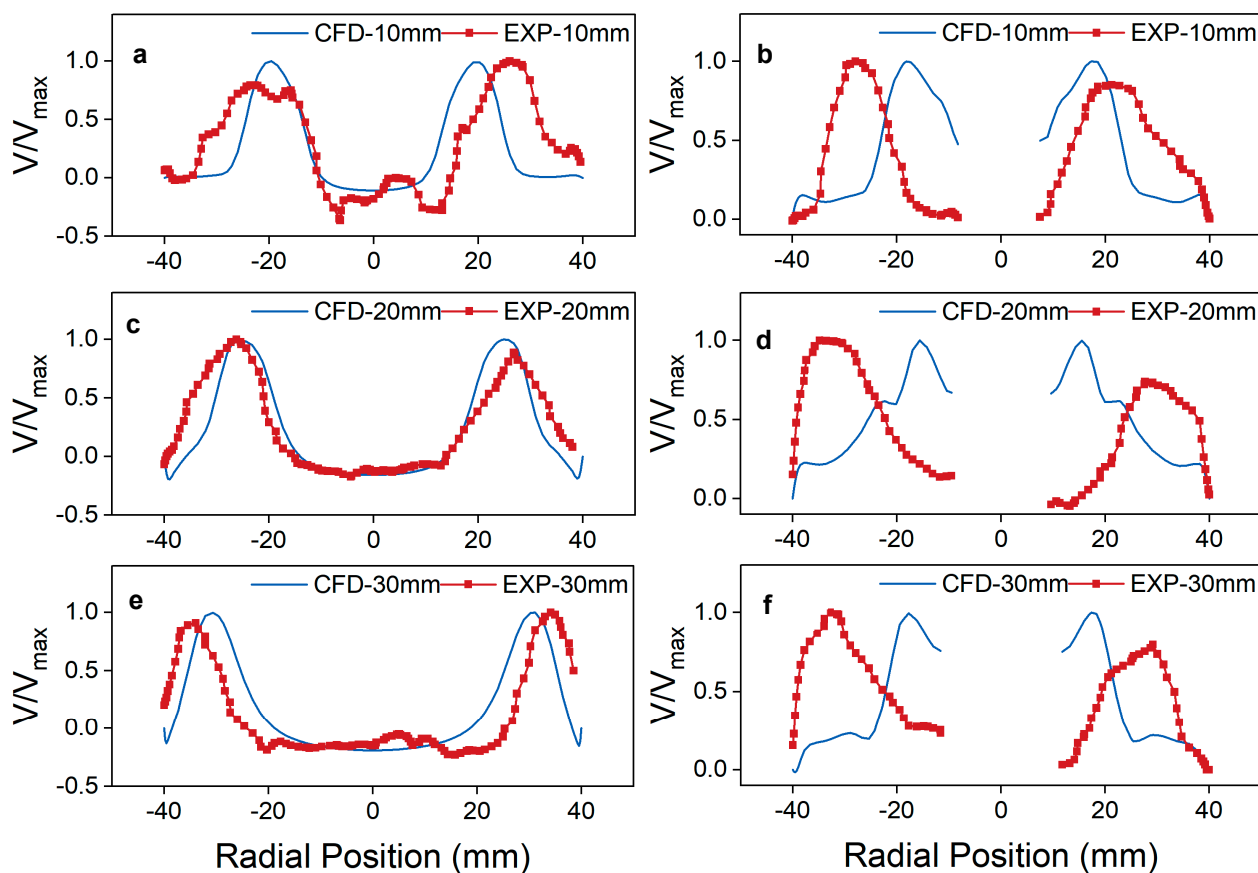 a
CFD-10mm EXP-10mm
V/Vmax
1.0
0.5
0.0
-0.5
-40 -20 0 20 40
b
CFD-10mm EXP-10mm
V/Vmax
1.0
0.5
0.0
-40 -20 0 20 40
c
CFD-20mm EXP-20mm
V/Vmax
1.0
0.5
0.0
-0.5
-40 -20 0 20 40
d
CFD-20mm EXP-20mm
V/Vmax
1.0
0.5
0.0
-40 -20 0 20 40
e
CFD-30mm EXP-30mm
V/Vmax
1.0
0.5
0.0
-0.5
-40 -20 0 20 40
Radial Position (mm)
f
CFD-30mm EXP-30mm
V/Vmax
1.0
0.5
0.0
-40 -20 0 20 40
Radial Position (mm)